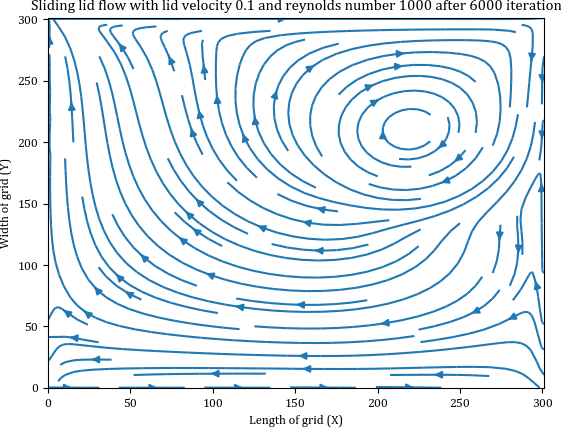 Sliding lid flow with lid velocity 0.1 and reynolds number 1000 after 6000 iteration
300
250
200
150
100
50
0
Width of grid (Y)
0 50 100 150 200 250 300
Length of grid (X)